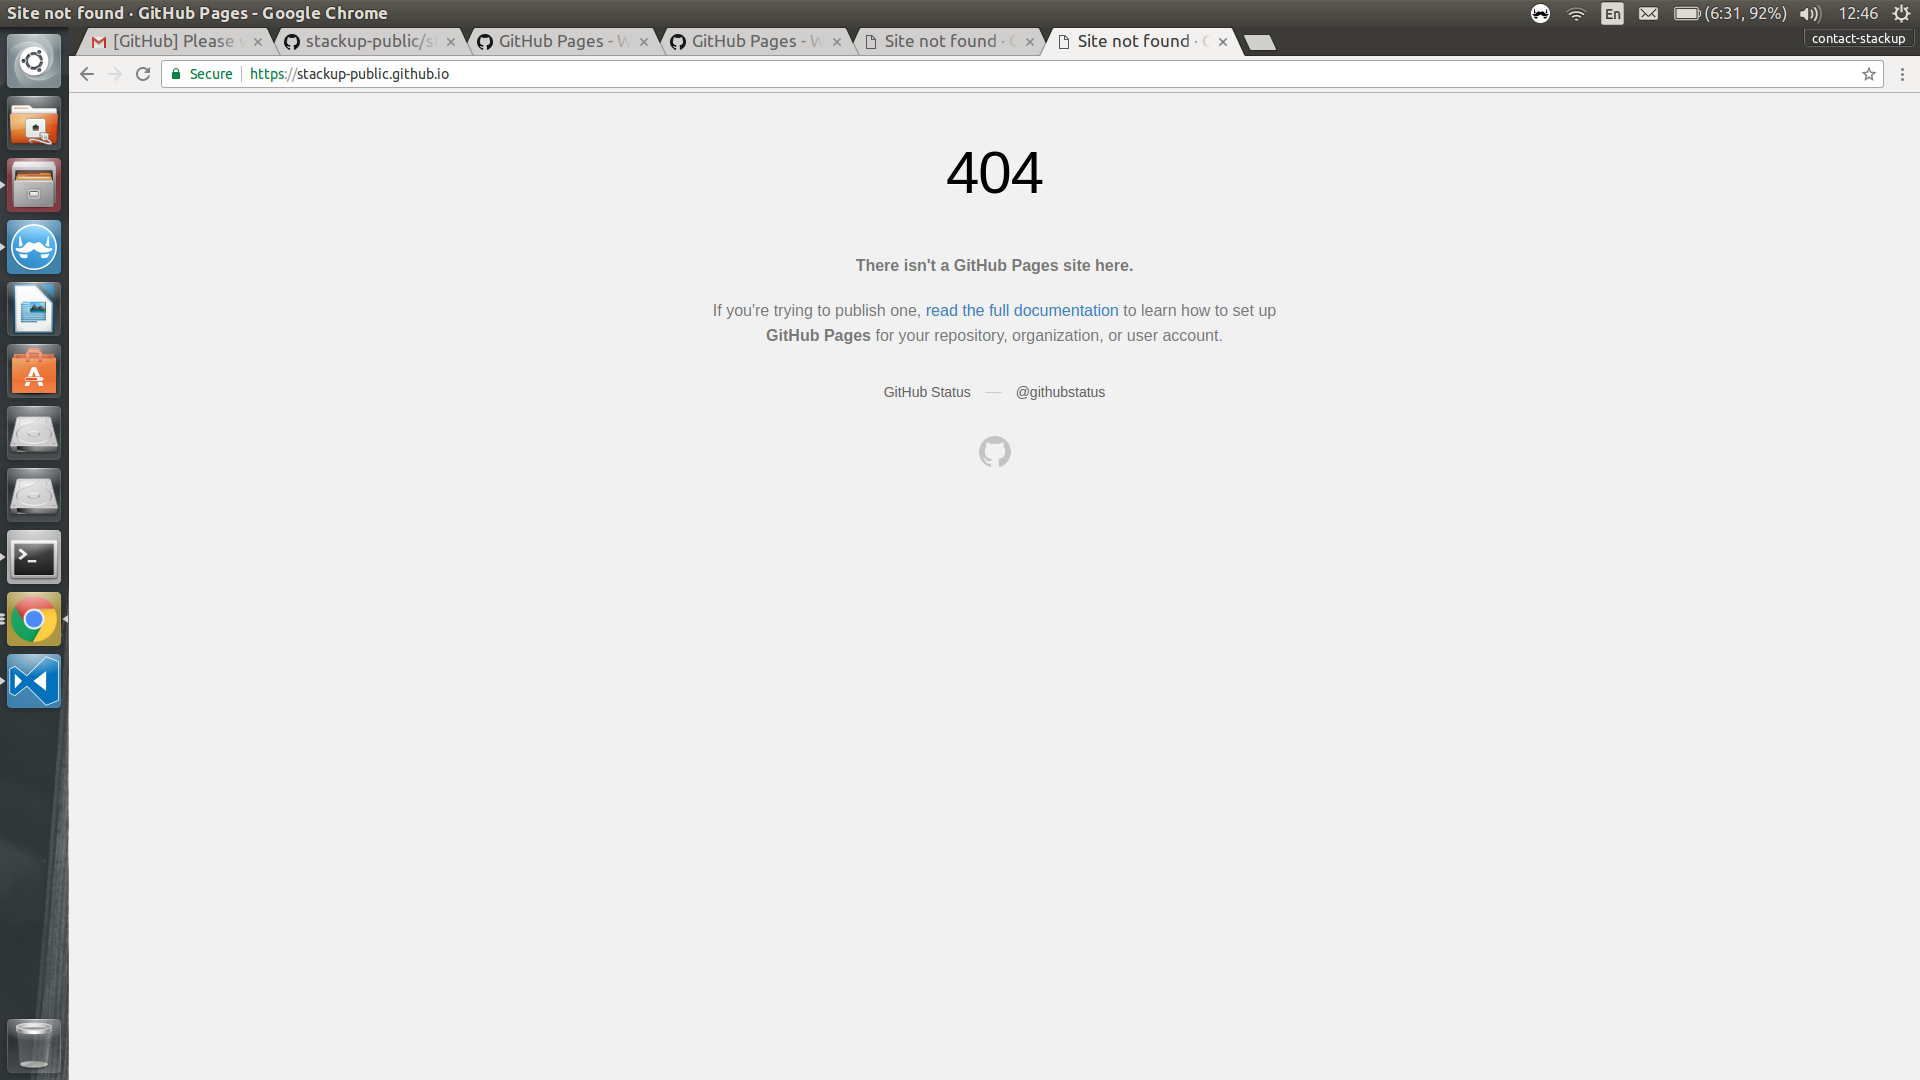 Site not found · GitHub Pages - Google Chrome
En
(6:31, 92%)
12:46
contact-stackup
[GitHub] Please
stackup-public/s
GitHub Pages - W
GitHub Pages - W
Site not found ·
Site not found ·
Secure
https://stackup-public.github.io
404
There isn't a GitHub Pages site here.
If you're trying to publish one, read the full documentation to learn how to set up
GitHub Pages for your repository, organization, or user account.
GitHub Status — @githubstatus